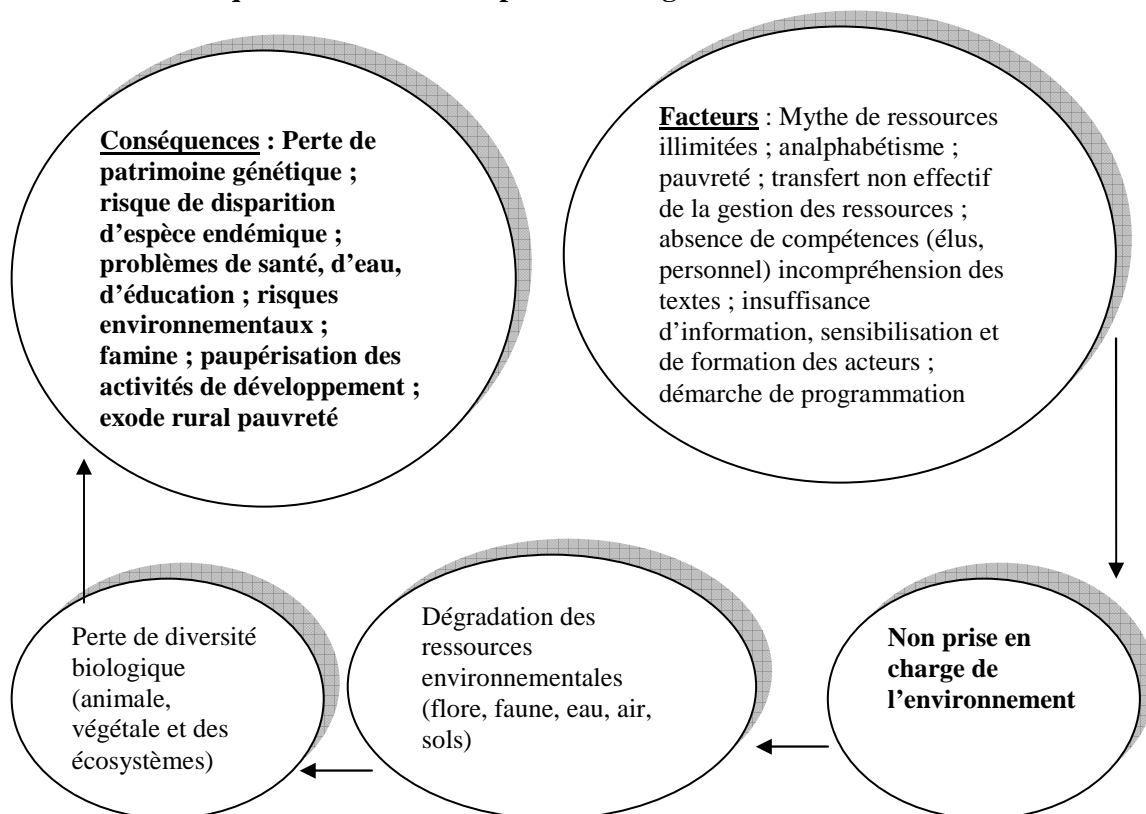 Conséquences : Perte de
patrimoine génétique ;
risque de disparition
d'espèce endémique ;
problèmes de santé, d'eau,
d'éducation ; risques
environnementaux ;
famine ; paupérisation des
activités de développement ;
exode rural pauvreté
Facteurs : Mythe de ressources
illimitées ; analphabétisme ;
pauvreté ; transfert non effectif
de la gestion des ressources ;
absence de compétences (élus,
personnel) incompréhension des
textes ; insuffisance
d'information, sensibilisation et
de formation des acteurs ;
démarche de programmation
Perte de diversité
biologique
(animale,
végétale et des
écosystèmes)
Dégradation des
ressources
environnementales
(flore, faune, eau, air,
sols)
Non prise en
charge de
l'environnement